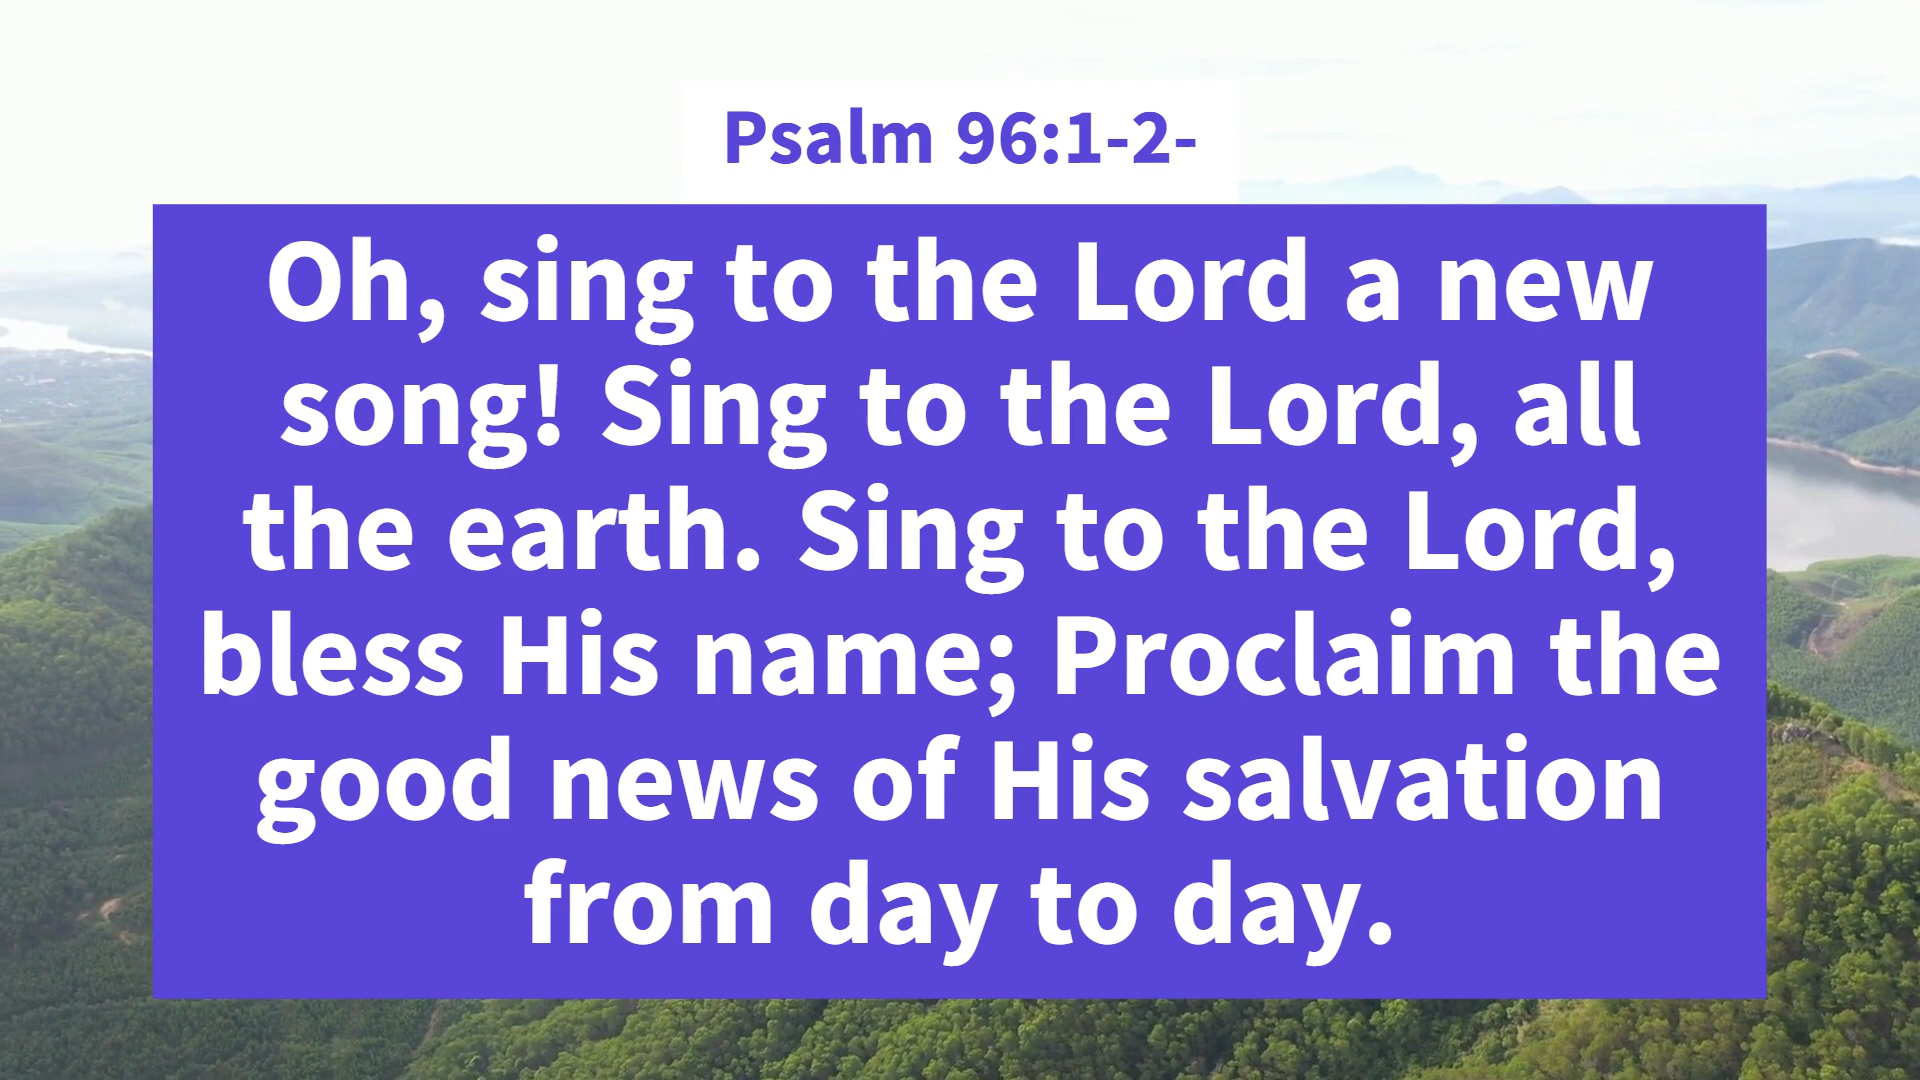 Psalm 96:1-2-
Oh, sing to the Lord a new
song! Sing to the Lord, all
the earth. Sing to the Lord,
bless His name; Proclaim the
good news of His salvation
from day to day.